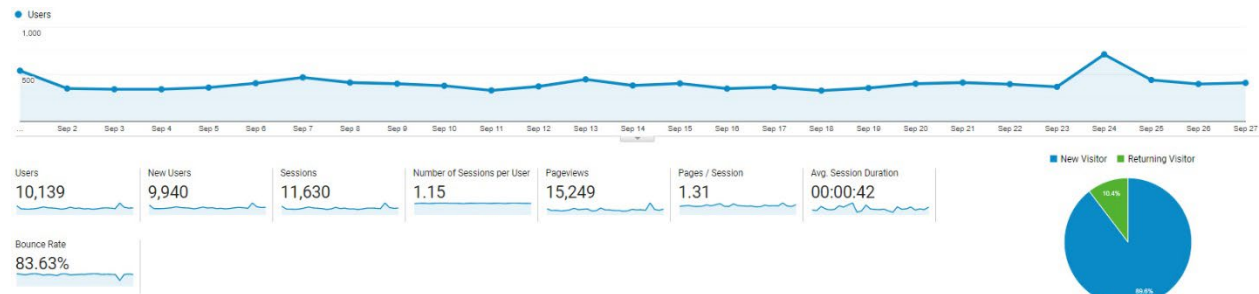 Users
1,000
500
... Sep 2 Sep 3 Sep 4 Sep 5 Sep 6 Sep 7 Sep 8 Sep 9 Sep 10 Sep 11 Sep 12 Sep 13 Sep 14 Sep 15 Sep 16 Sep 17 Sep 18 Sep 19 Sep 20 Sep 21 Sep 22 Sep 23 Sep 24 Sep 25 Sep 26 Sep 27
New Visitor Returning Visitor
Users New Users Sessions Number of Sessions per User Pageviews Pages / Session Avg. Session Duration
10,139 9,940 11,630 1.15 15,249 1.31 00:00:42
10.4%
Bounce Rate
83.63%
89.6%